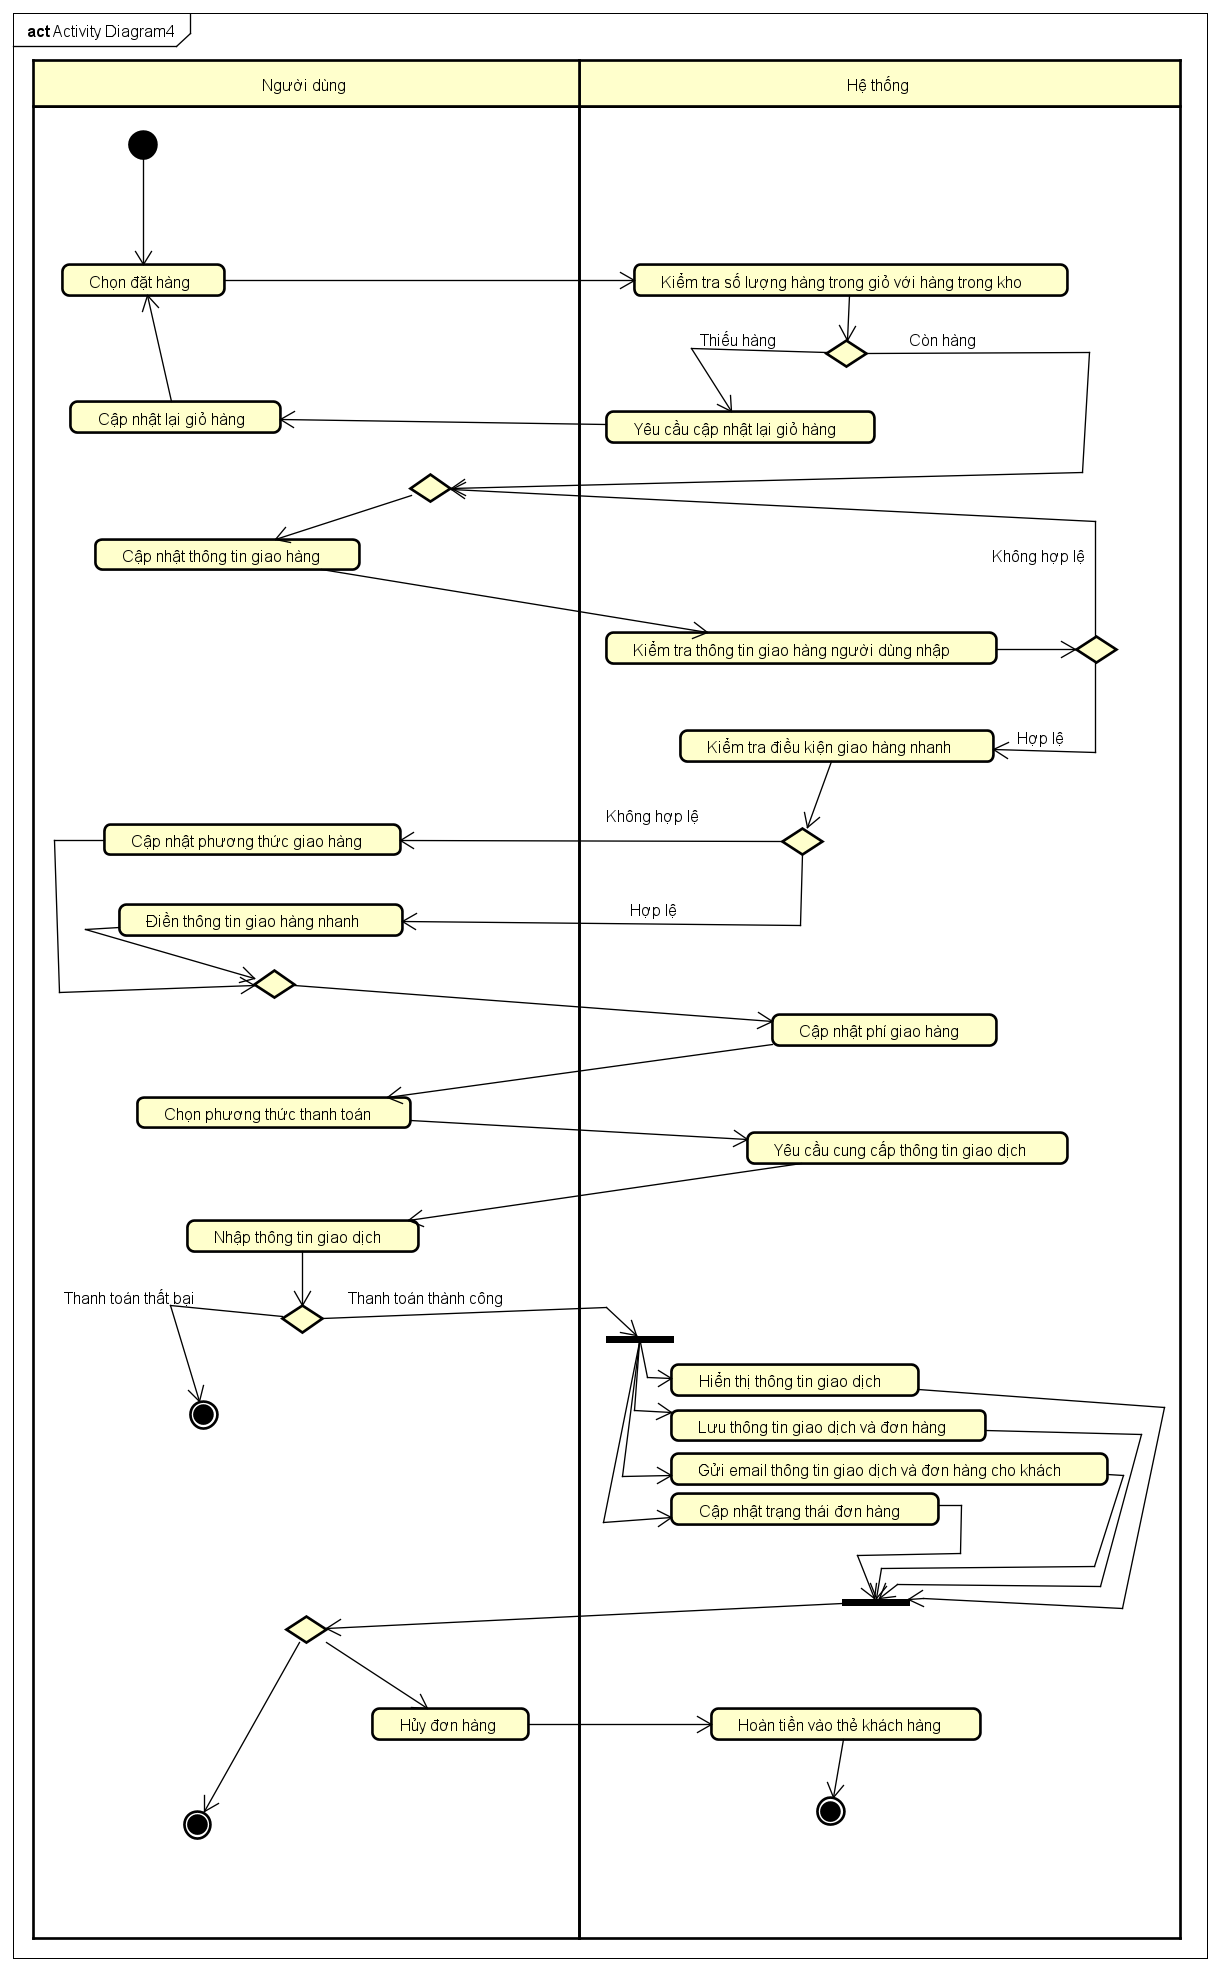 act Activity Diagram4
Người dùng
Hệ thống
Chọn đặt hàng
Kiểm tra số lượng hàng trong giỏ với hàng trong kho
Thiếu hàng
Còn hàng
Cập nhật lại giỏ hàng
Yêu cầu cập nhật lại giỏ hàng
Cập nhật thông tin giao hàng
Không hợp lệ
Kiểm tra thông tin giao hàng người dùng nhập
Hợp lệ
Kiểm tra điều kiện giao hàng nhanh
Không hợp lệ
Cập nhật phương thức giao hàng
Hợp lệ
Điền thông tin giao hàng nhanh
Cập nhật phí giao hàng
Chọn phương thức thanh toán
Yêu cầu cung cấp thông tin giao dịch
Nhập thông tin giao dịch
Thanh toán thất bại
Thanh toán thành công
Hiển thị thông tin giao dịch
Lưu thông tin giao dịch và đơn hàng
Gửi email thông tin giao dịch và đơn hàng cho khách
Cập nhật trạng thái đơn hàng
Hủy đơn hàng
Hoàn tiền vào thẻ khách hàng